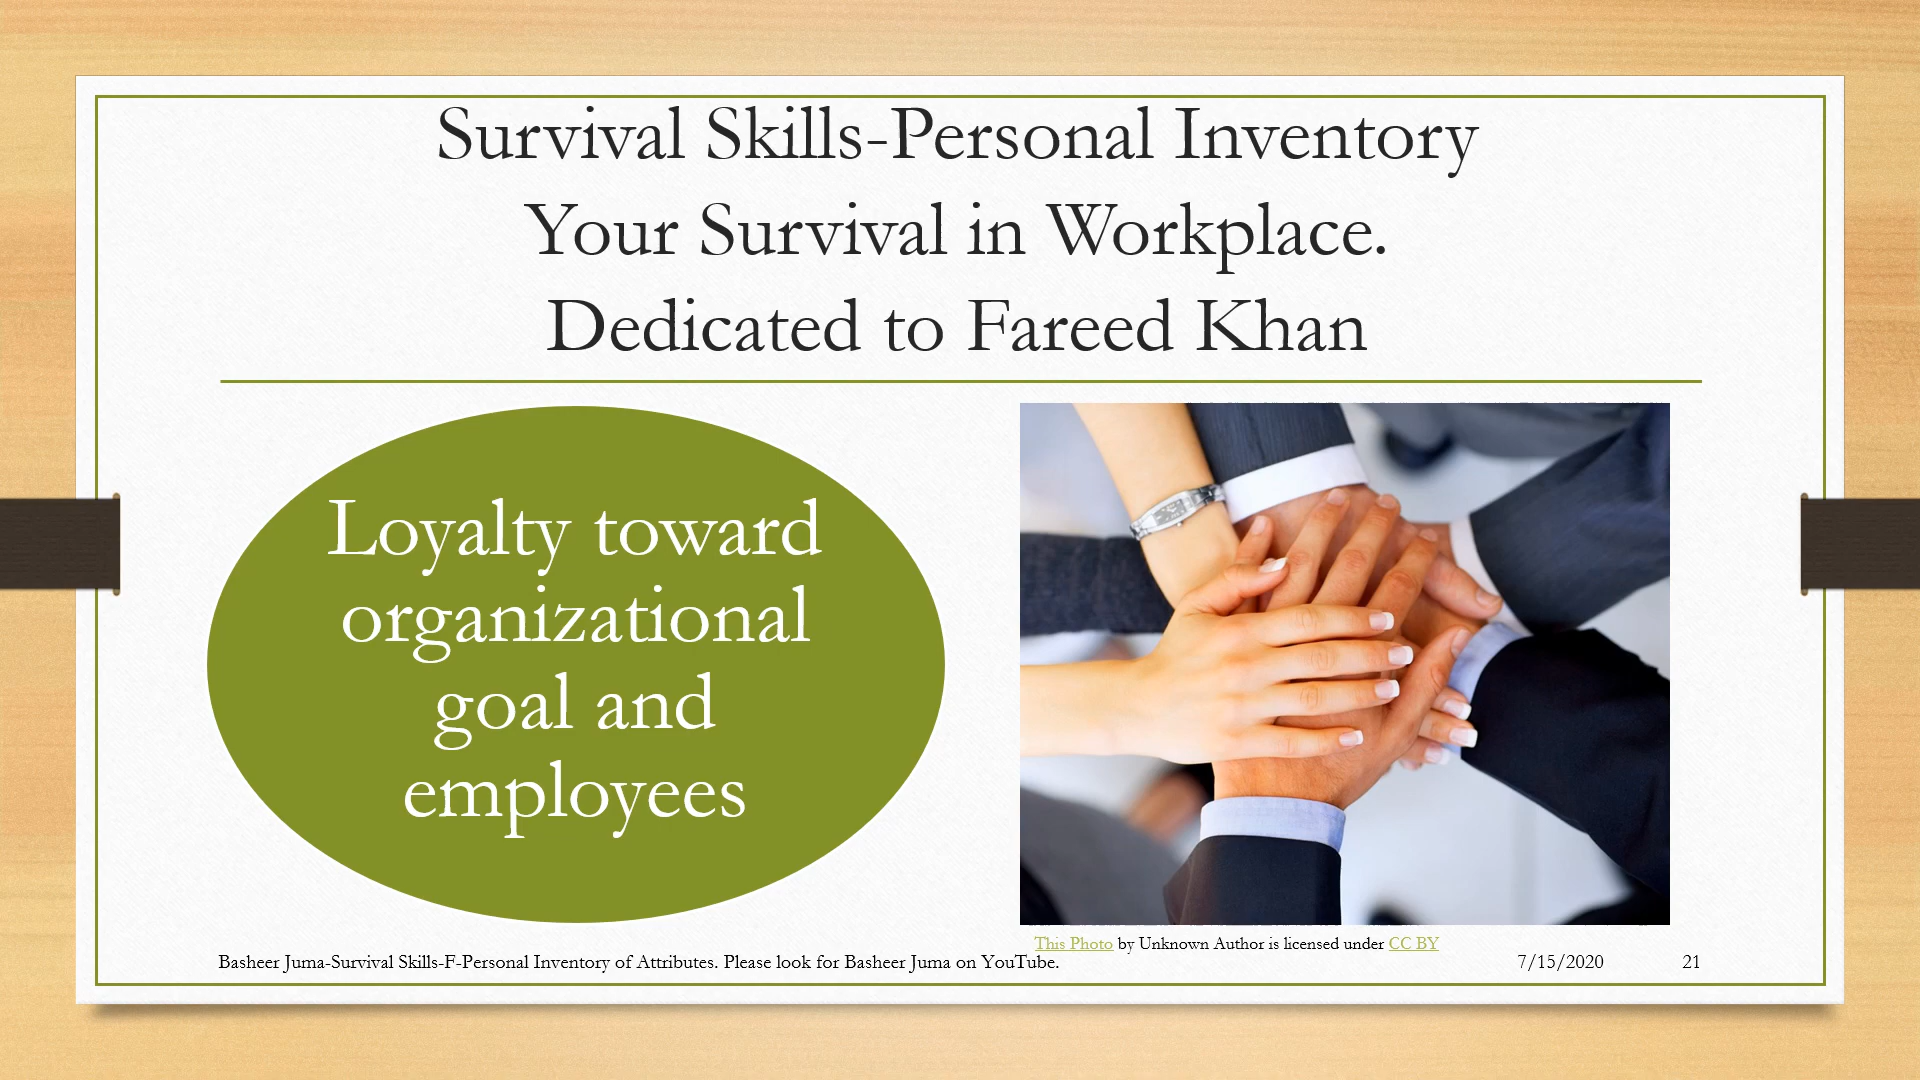 Survival Skills-Personal Inventory
Your Survival in Workplace.
Dedicated to Fareed Khan
Loyalty toward
organizational
goal and
employees
This Photo by Unknown Author is licensed under CC BY
Basheer Juma-Survival Skills-F-Personal Inventory of Attributes. Please look for Basheer Juma on YouTube.
7/15/2020
21